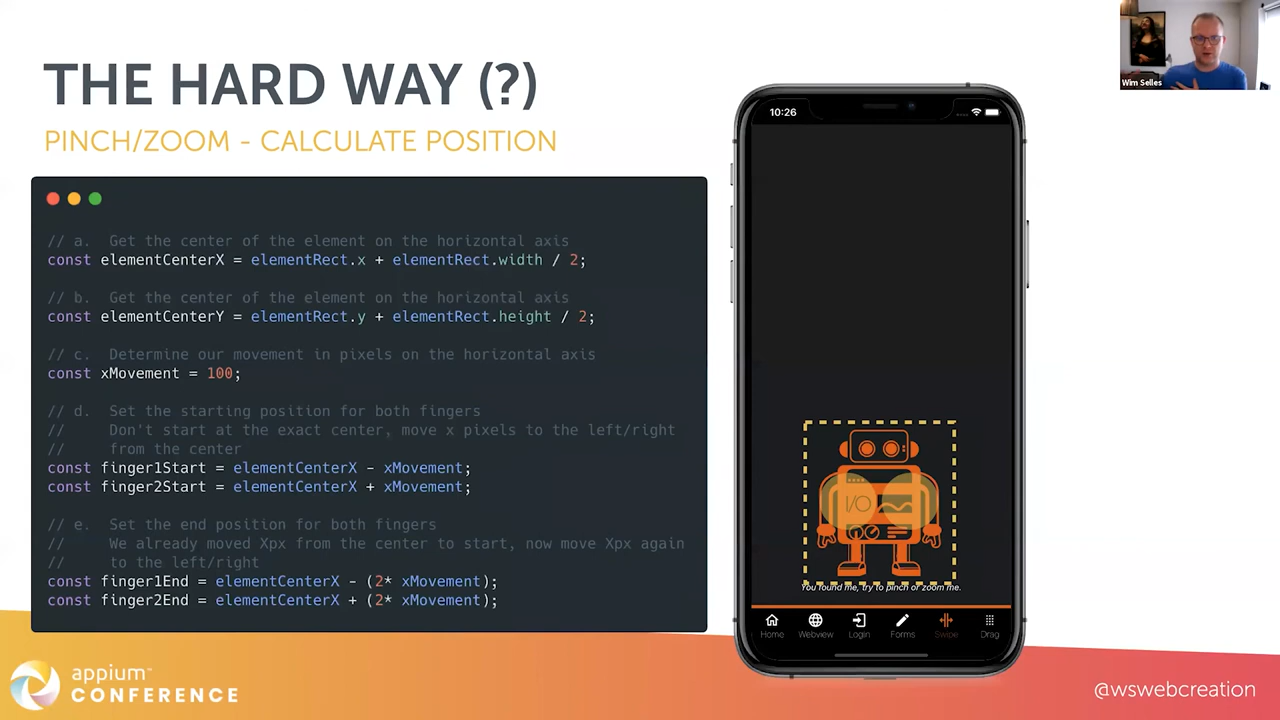 THE HARD WAY (?)
PINCH/ZOOM - CALCULATE POSITION
// a.  Get the center of the element on the horizontal axis
const elementCenterX = elementRect.x + elementRect.width / 2;
// b.  Get the center of the element on the horizontal axis
const elementCenterY = elementRect.y + elementRect.height / 2;
// c.  Determine our movement in pixels on the horizontal axis
const xMovement = 100;
// d.  Set the starting position for both fingers
//     Don't start at the exact center, move x pixels to the left/right
//     from the center
const finger1Start = elementCenterX - xMovement;
const finger2Start = elementCenterX + xMovement;
// e.  Set the end position for both fingers
//     We already moved Xpx from the center to start, now move Xpx again
//     to the left/right
const finger1End = elementCenterX - (2* xMovement);
const finger2End = elementCenterX + (2* xMovement);
Wim Selles
10:26
I/O
You found me, try to pinch or zoom me.
Home Webview Login Forms Swipe Drag
appium™
CONFERENCE
@wswebcreation